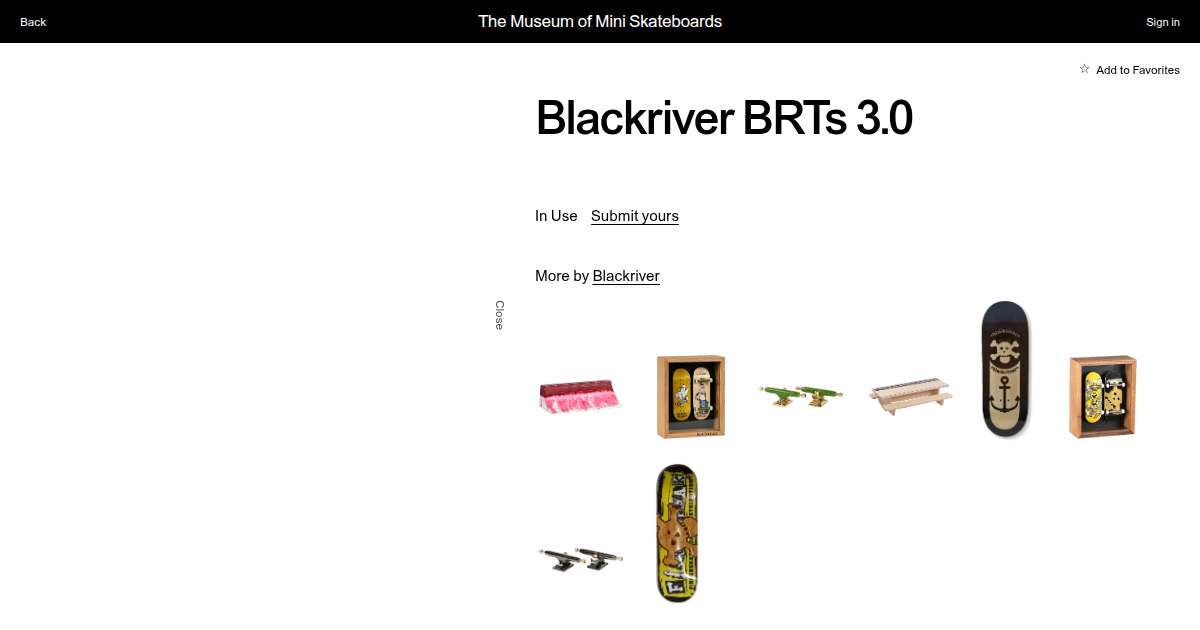 Back
The Museum of Mini Skateboards
Sign in
☆ Add to Favorites
Blackriver BRTs 3.0
In Use Submit yours
More by Blackriver
Close